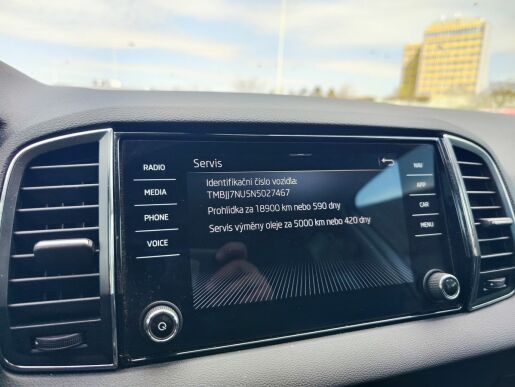 Servis
RADIO
MEDIA
PHONE
VOICE
Identifikační číslo vozidla:
TMBJJ7NU5N5027467
Prohlídka za 18900 km nebo 590 dny
Servis výměny oleje za 5000 km nebo 420 dny
NAV
APP
CAR
MENU